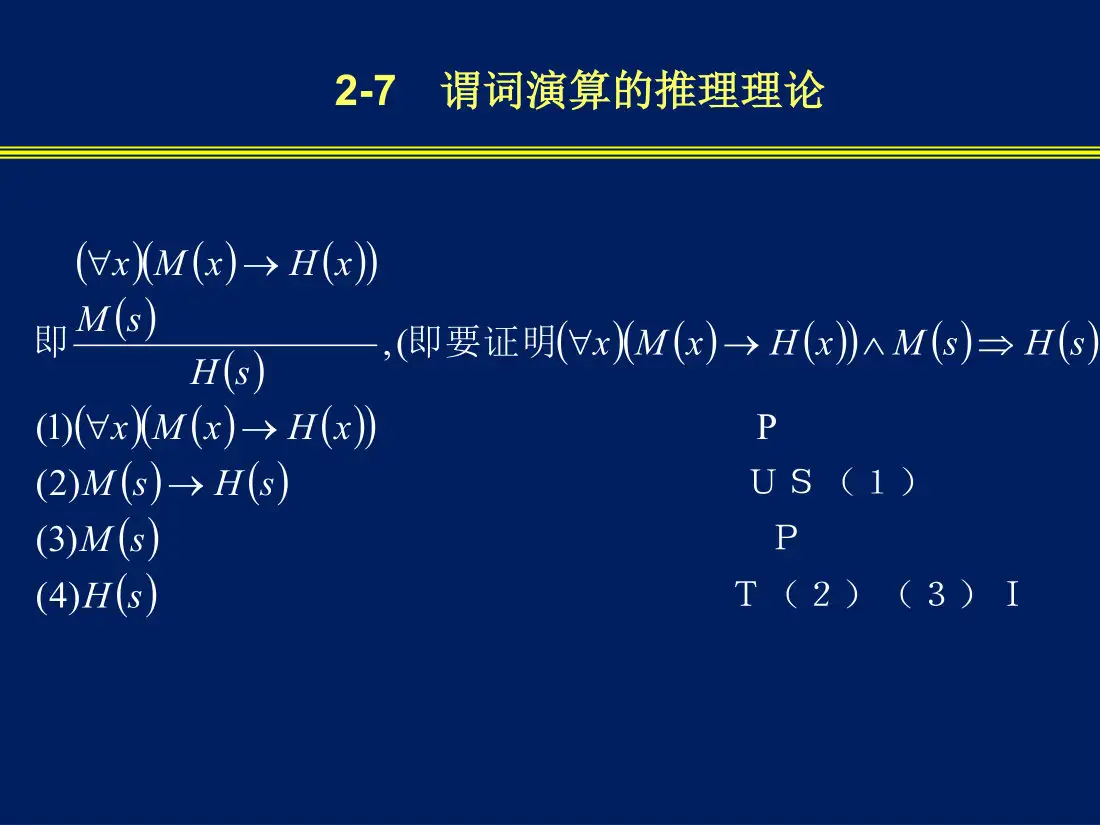 2-7 谓词演算的推理理论
(∀x)(M(x)→H(x))
即 M(s)
H(s) ,(即要证明(∀x)(M(x)→H(x))∧M(s)⇒H(s)
(1)(∀x)(M(x)→H(x)) P
(2)M(s)→H(s) US(1)
(3)M(s) P
(4)H(s) T(2)(3)I